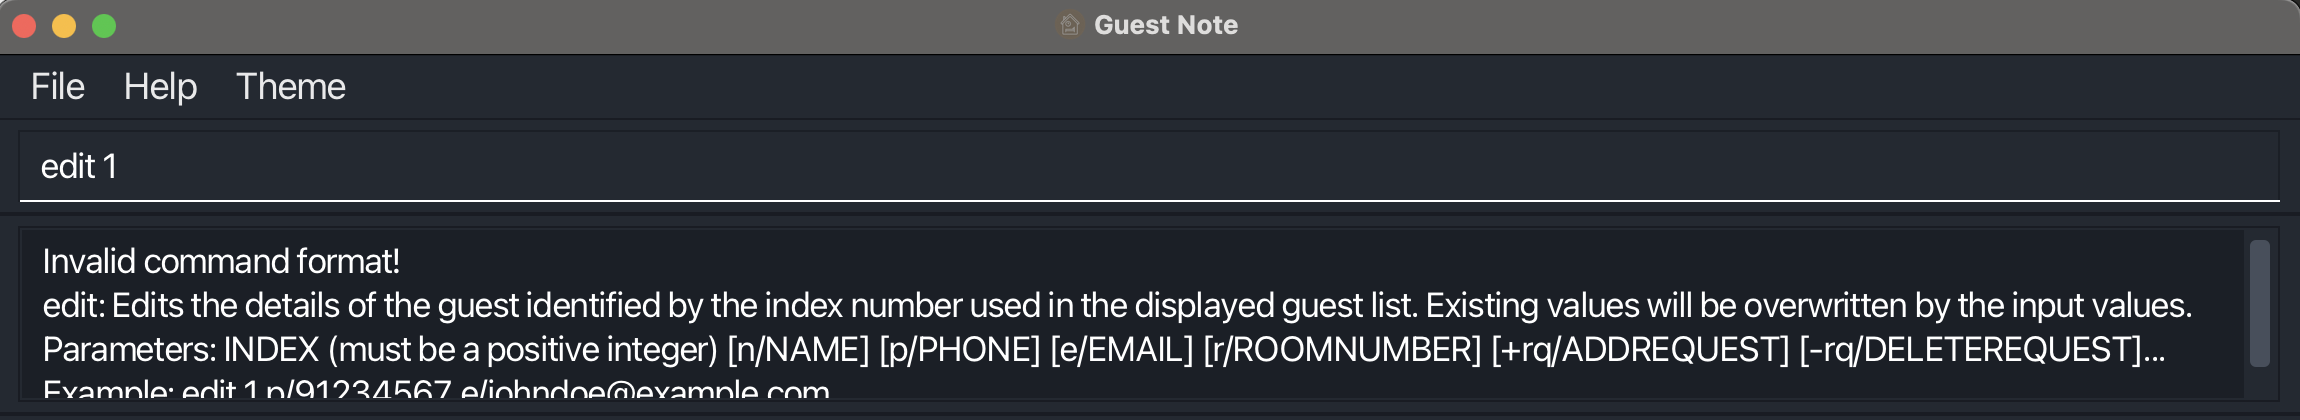 Guest Note
File Help Theme
edit 1
Invalid command format!
edit: Edits the details of the guest identified by the index number used in the displayed guest list. Existing values will be overwritten by the input values.
Parameters: INDEX (must be a positive integer) [n/NAME] [p/PHONE] [e/EMAIL] [r/ROOMNUMBER] [+rq/ADDREQUEST] [-rq/DELETEREQUEST]...
Example: edit 1 p/91234567 e/johndoe@example.com